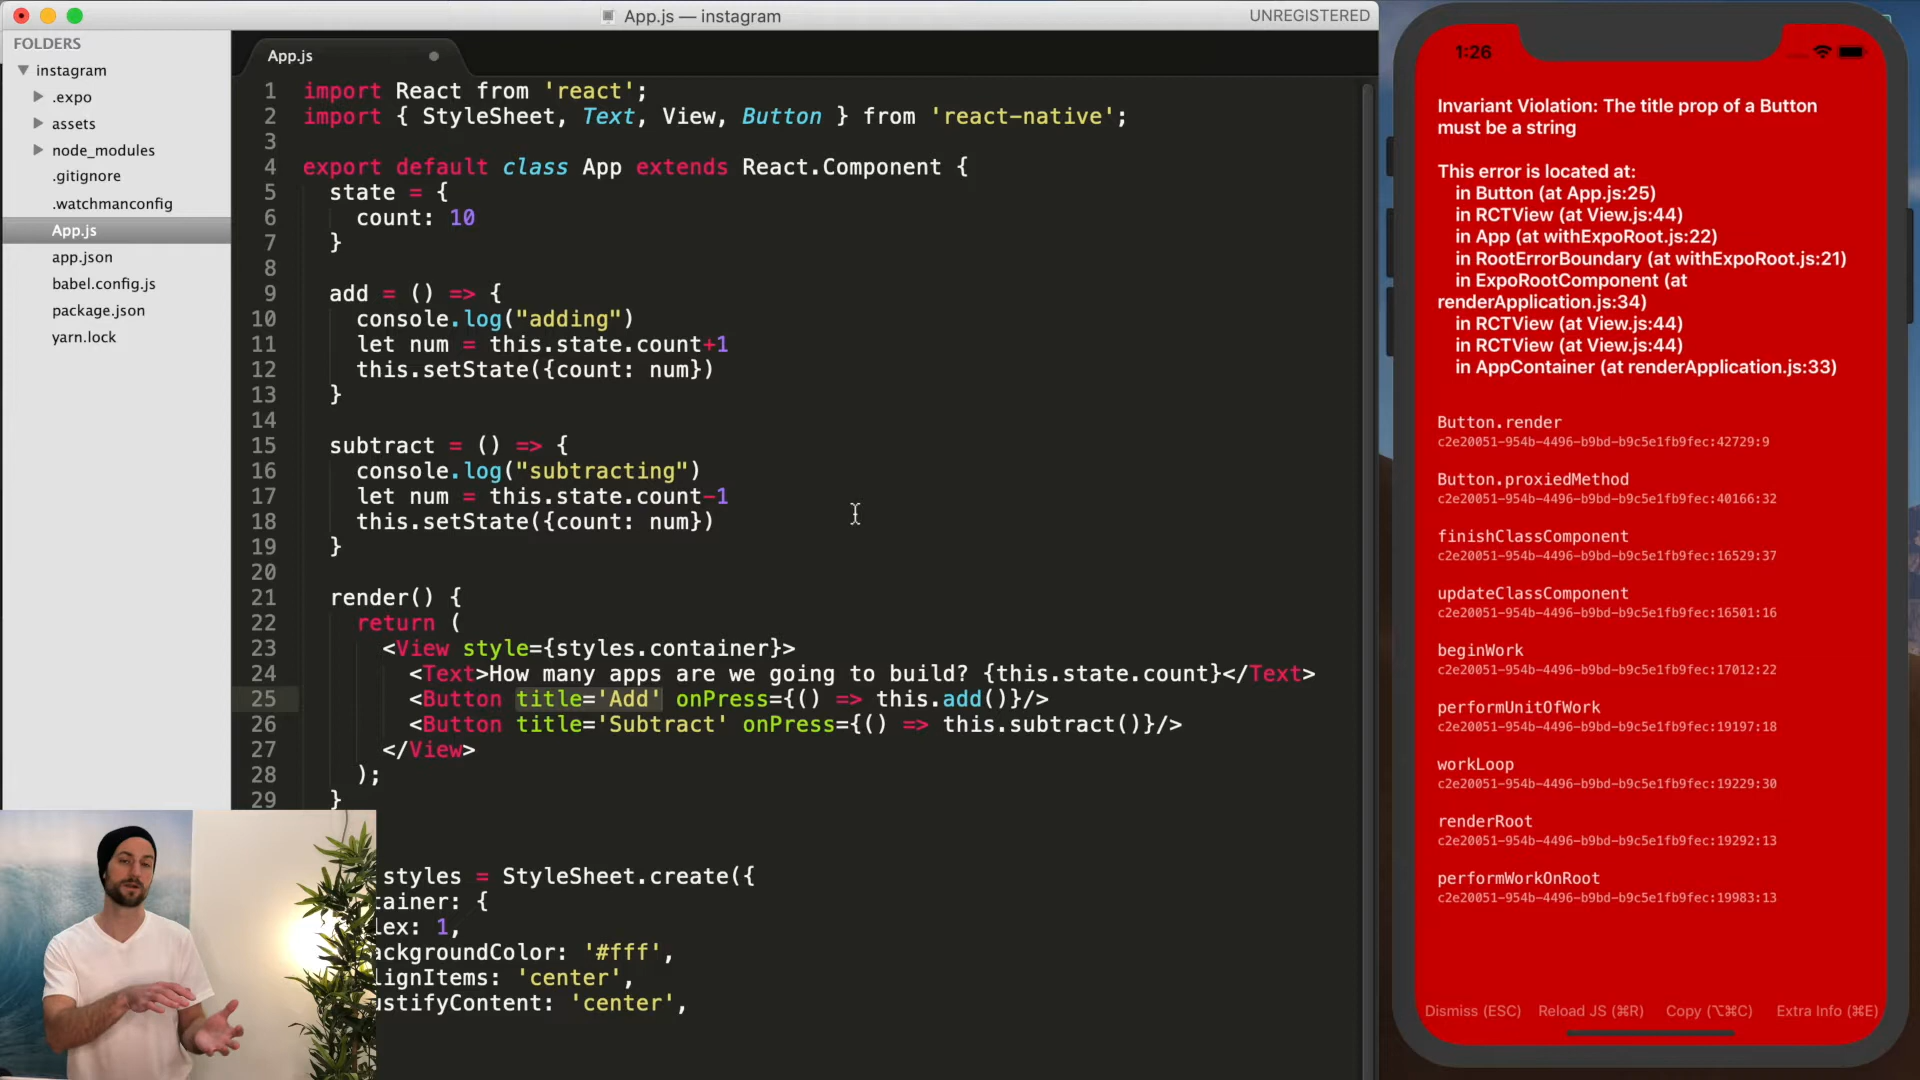 App.js — instagram
UNREGISTERED
FOLDERS
instagram
.expo
assets
node_modules
.gitignore
.watchmanconfig
App.js
app.json
babel.config.js
package.json
yarn.lock
App.js
1 import React from 'react';
2 import { StyleSheet, Text, View, Button } from 'react-native';
3
4 export default class App extends React.Component {
5 state = {
6 count: 10
7 }
8
9 add = () => {
10 console.log("adding")
11 let num = this.state.count+1
12 this.setState({count: num})
13 }
14
15 subtract = () => {
16 console.log("subtracting")
17 let num = this.state.count-1
18 this.setState({count: num})
19 }
20
21 render() {
22 return (
23 <View style={styles.container}>
24 <Text>How many apps are we going to build? {this.state.count}</Text>
25 <Button title='Add' onPress={() => this.add()}/>
26 <Button title='Subtract' onPress={() => this.subtract()}/>
27 </View>
28 );
29 }
styles = StyleSheet.create({
tainer: {
lex: 1,
ackgroundColor: '#fff',
lignItems: 'center',
ustifyContent: 'center',
1:26
Invariant Violation: The title prop of a Button
must be a string
This error is located at:
in Button (at App.js:25)
in RCTView (at View.js:44)
in App (at withExpoRoot.js:22)
in RootErrorBoundary (at withExpoRoot.js:21)
in ExpoRootComponent (at
renderApplication.js:34)
in RCTView (at View.js:44)
in RCTView (at View.js:44)
in AppContainer (at renderApplication.js:33)
Button.render
c2e20051-954b-4496-b9bd-b9c5e1fb9fec:42729:9
Button.proxiedMethod
c2e20051-954b-4496-b9bd-b9c5e1fb9fec:40166:32
finishClassComponent
c2e20051-954b-4496-b9bd-b9c5e1fb9fec:16529:37
updateClassComponent
c2e20051-954b-4496-b9bd-b9c5e1fb9fec:16501:16
beginWork
c2e20051-954b-4496-b9bd-b9c5e1fb9fec:17012:22
performUnitOfWork
c2e20051-954b-4496-b9bd-b9c5e1fb9fec:19197:18
workLoop
c2e20051-954b-4496-b9bd-b9c5e1fb9fec:19229:30
renderRoot
c2e20051-954b-4496-b9bd-b9c5e1fb9fec:19292:13
performWorkOnRoot
c2e20051-954b-4496-b9bd-b9c5e1fb9fec:19983:13
Dismiss (ESC) Reload JS (⌘R) Copy (⌥⌘C) Extra Info (⌘E)